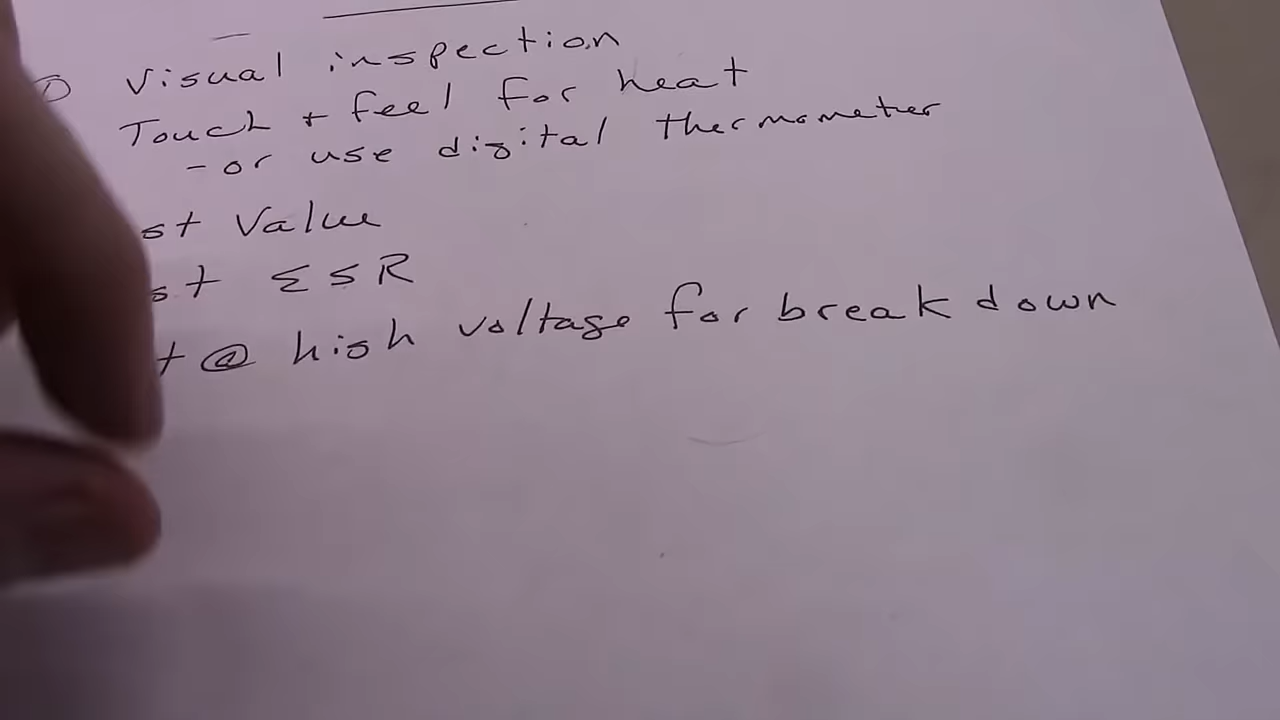 ① Visual inspection
Touch + feel for heat
- or use digital thermometer
st Value
st ESR
t @ high voltage for break down